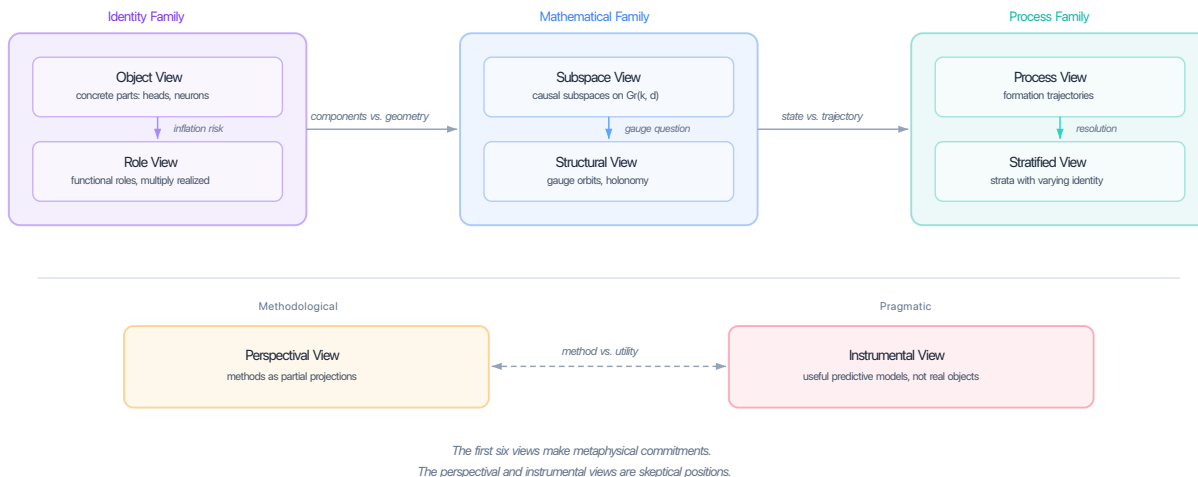 Identity Family
Mathematical Family
Process Family
Object View
concrete parts: heads, neurons
inflation risk
Role View
functional roles, multiply realized
components vs. geometry
Subspace View
causal subspaces on Gr(k, d)
gauge question
Structural View
gauge orbits, holonomy
state vs. trajectory
Process View
formation trajectories
resolution
Stratified View
strata with varying identity
Methodological
Pragmatic
Perspectival View
methods as partial projections
method vs. utility
Instrumental View
useful predictive models, not real objects
The first six views make metaphysical commitments.
The perspectival and instrumental views are skeptical positions.